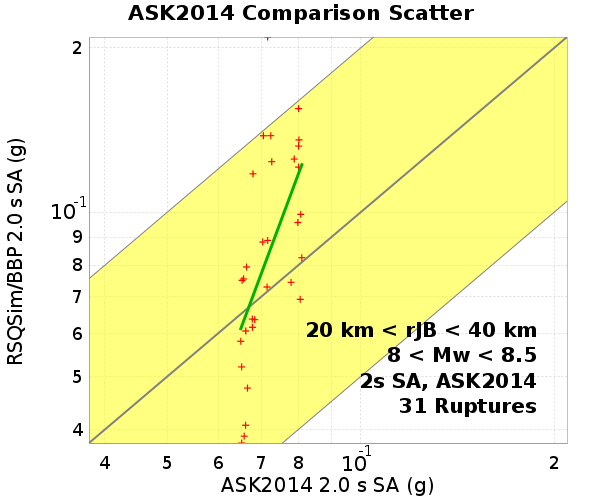 ASK2014 Comparison Scatter
RSQSim/BBP 2.0 s SA (g)
2
10-1
9
8
7
6
5
4
20 km < rJB < 40 km
8 < Mw < 8.5
2s SA, ASK2014
31 Ruptures
4 5 6 7 8 10-1 2
ASK2014 2.0 s SA (g)